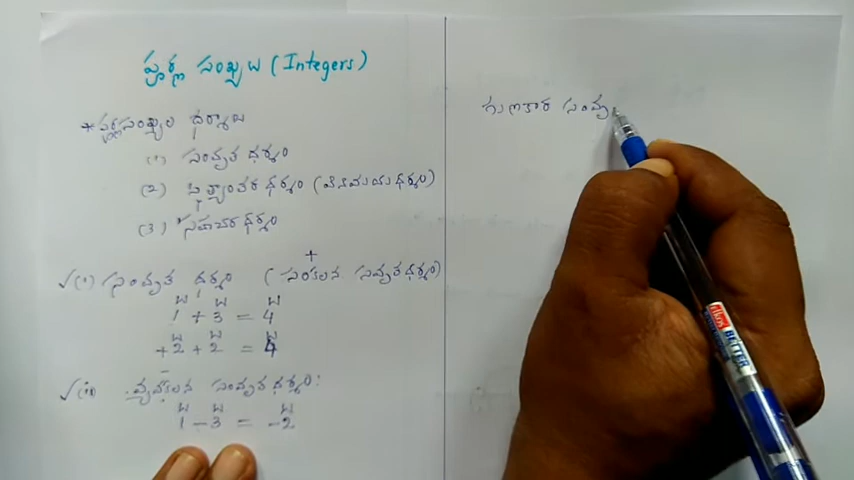 పూర్ణ సంఖ్యలు (Integers)
* పూర్ణసంఖ్యల ధర్మాలు
(1) సంవృత ధర్మం
(2) స్థిత్యాంతర ధర్మం (వినిమయ ధర్మం)
(3) సహచర ధర్మం
√(i) సంవృత ధర్మం (సంకలన సంవృత ధర్మం)
+
పూ పూ పూ
1 + 3 = 4
పూ పూ పూ
+2 + 2 = 4
√(ii) వ్యవకలన సంవృత ధర్మం:
పూ పూ పూ
1 - 3 = -2
గుణకార సంవృ
BETTER